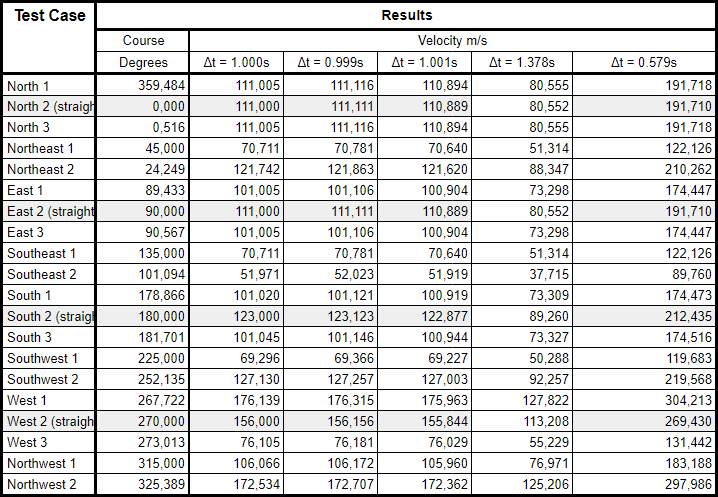 Test Case Results
Course Velocity m/s
Degrees Δt = 1.000s Δt = 0.999s Δt = 1.001s Δt = 1.378s Δt = 0.579s
North 1 359,484 111,005 111,116 110,894 80,555 191,718
North 2 (straigh 0,000 111,000 111,111 110,889 80,552 191,710
North 3 0,516 111,005 111,116 110,894 80,555 191,718
Northeast 1 45,000 70,711 70,781 70,640 51,314 122,126
Northeast 2 24,249 121,742 121,863 121,620 88,347 210,262
East 1 89,433 101,005 101,106 100,904 73,298 174,447
East 2 (straight 90,000 111,000 111,111 110,889 80,552 191,710
East 3 90,567 101,005 101,106 100,904 73,298 174,447
Southeast 1 135,000 70,711 70,781 70,640 51,314 122,126
Southeast 2 101,094 51,971 52,023 51,919 37,715 89,760
South 1 178,866 101,020 101,121 100,919 73,309 174,473
South 2 (straigl 180,000 123,000 123,123 122,877 89,260 212,435
South 3 181,701 101,045 101,146 100,944 73,327 174,516
Southwest 1 225,000 69,296 69,366 69,227 50,288 119,683
Southwest 2 252,135 127,130 127,257 127,003 92,257 219,568
West 1 267,722 176,139 176,315 175,963 127,822 304,213
West 2 (straight 270,000 156,000 156,156 155,844 113,208 269,430
West 3 273,013 76,105 76,181 76,029 55,229 131,442
Northwest 1 315,000 106,066 106,172 105,960 76,971 183,188
Northwest 2 325,389 172,534 172,707 172,362 125,206 297,986